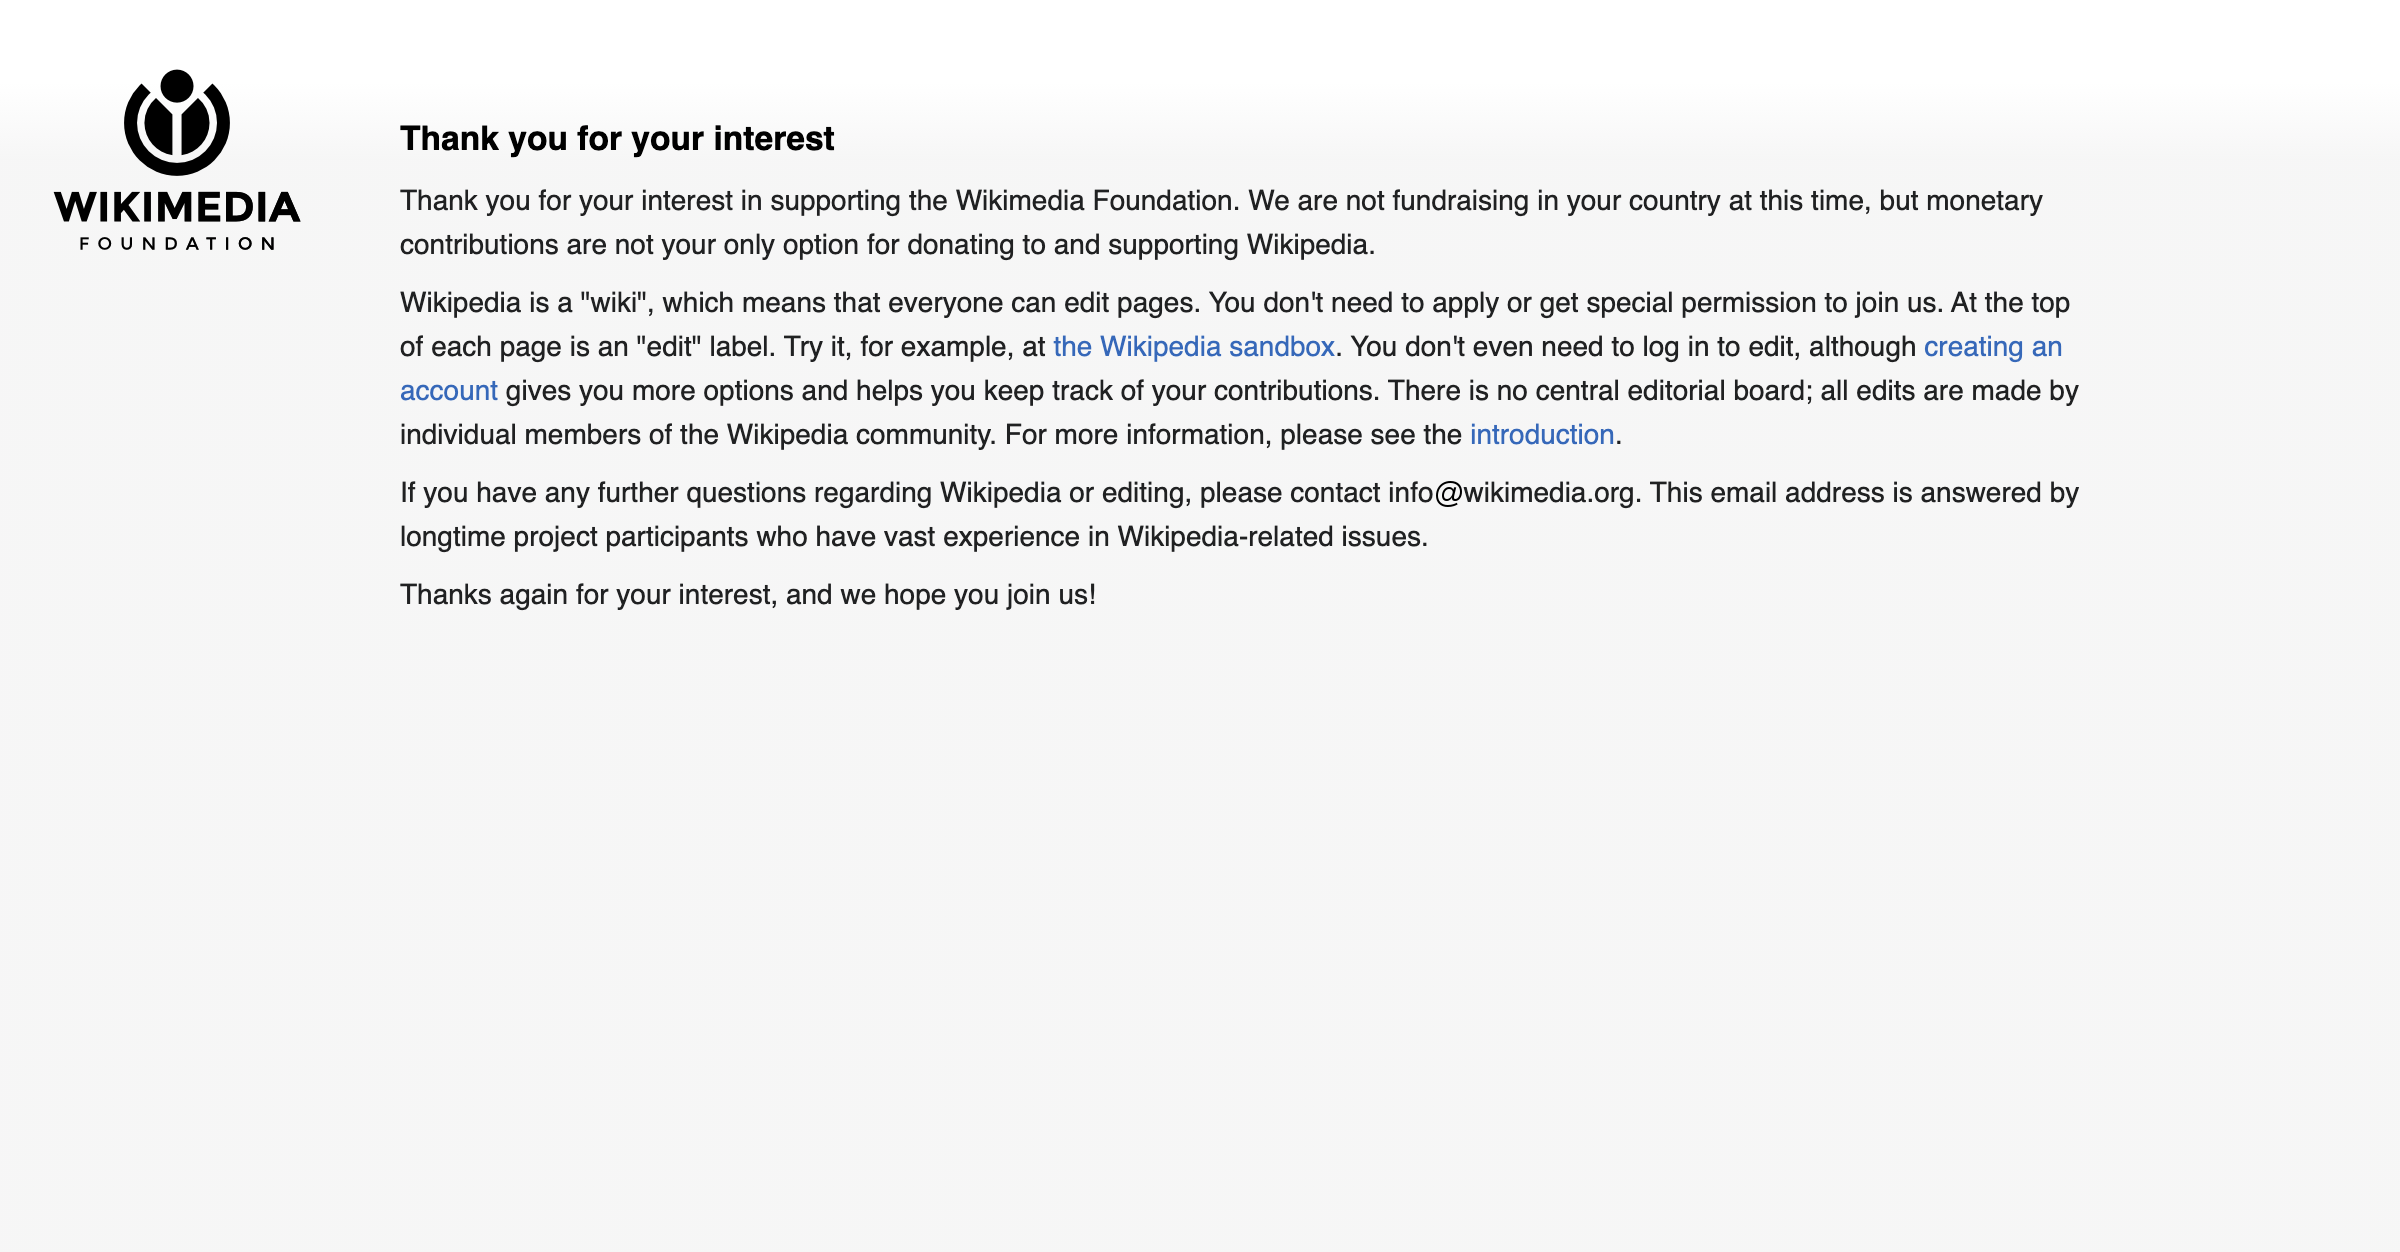 WIKIMEDIA
FOUNDATION
Thank you for your interest
Thank you for your interest in supporting the Wikimedia Foundation. We are not fundraising in your country at this time, but monetary
contributions are not your only option for donating to and supporting Wikipedia.
Wikipedia is a "wiki", which means that everyone can edit pages. You don't need to apply or get special permission to join us. At the top
of each page is an "edit" label. Try it, for example, at the Wikipedia sandbox. You don't even need to log in to edit, although creating an
account gives you more options and helps you keep track of your contributions. There is no central editorial board; all edits are made by
individual members of the Wikipedia community. For more information, please see the introduction.
If you have any further questions regarding Wikipedia or editing, please contact info@wikimedia.org. This email address is answered by
longtime project participants who have vast experience in Wikipedia-related issues.
Thanks again for your interest, and we hope you join us!